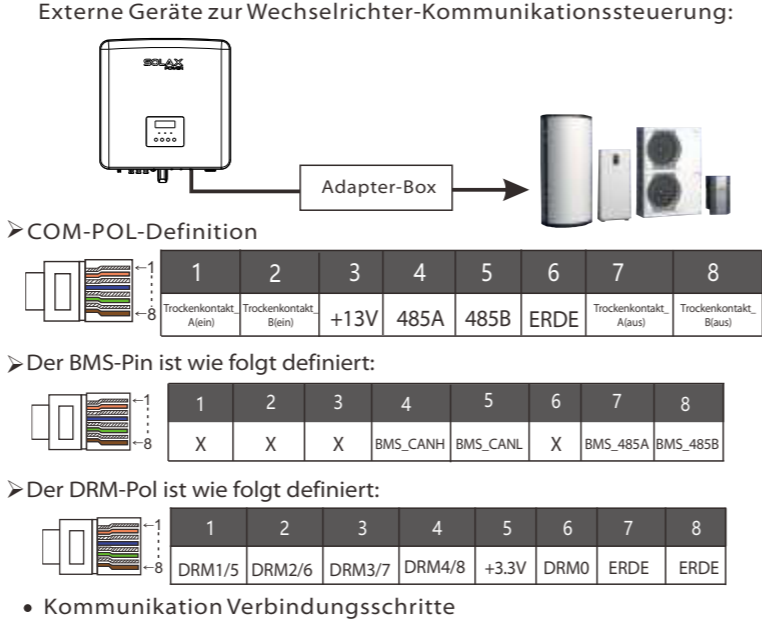 Externe Geräte zur Wechselrichter-Kommunikationssteuerung:
SOLAX
POWER
Adapter-Box
➢COM-POL-Definition
←1 1 2 3 4 5 6 7 8
←8 Trockenkontakt_A(ein) Trockenkontakt_B(ein) +13V 485A 485B ERDE Trockenkontakt_A(aus) Trockenkontakt_B(aus)
➢Der BMS-Pin ist wie folgt definiert:
←1 1 2 3 4 5 6 7 8
←8 X X X BMS_CANH BMS_CANL X BMS_485A BMS_485B
➢Der DRM-Pol ist wie folgt definiert:
←1 1 2 3 4 5 6 7 8
←8 DRM1/5 DRM2/6 DRM3/7 DRM4/8 +3.3V DRM0 ERDE ERDE
• Kommunikation Verbindungsschritte